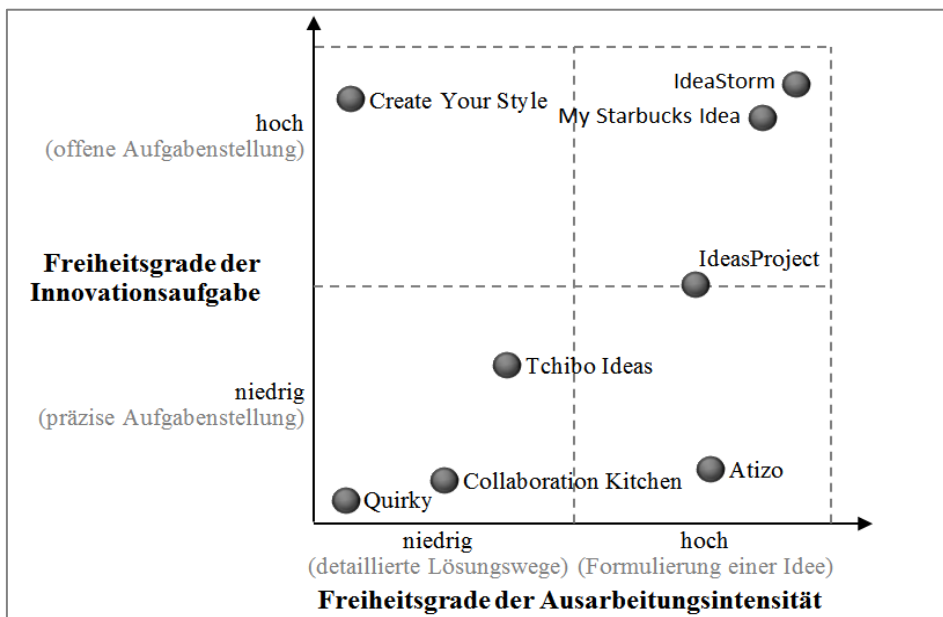 IdeaStorm
Create Your Style
My Starbucks Idea
hoch
(offene Aufgabenstellung)
Freiheitsgrade der
Innovationsaufgabe
IdeasProject
Tchibo Ideas
niedrig
(präzise Aufgabenstellung)
Atizo
Collaboration Kitchen
Quirky
niedrig
hoch
(detaillierte Lösungswege)
(Formulierung einer Idee)
Freiheitsgrade der Ausarbeitungsintensität